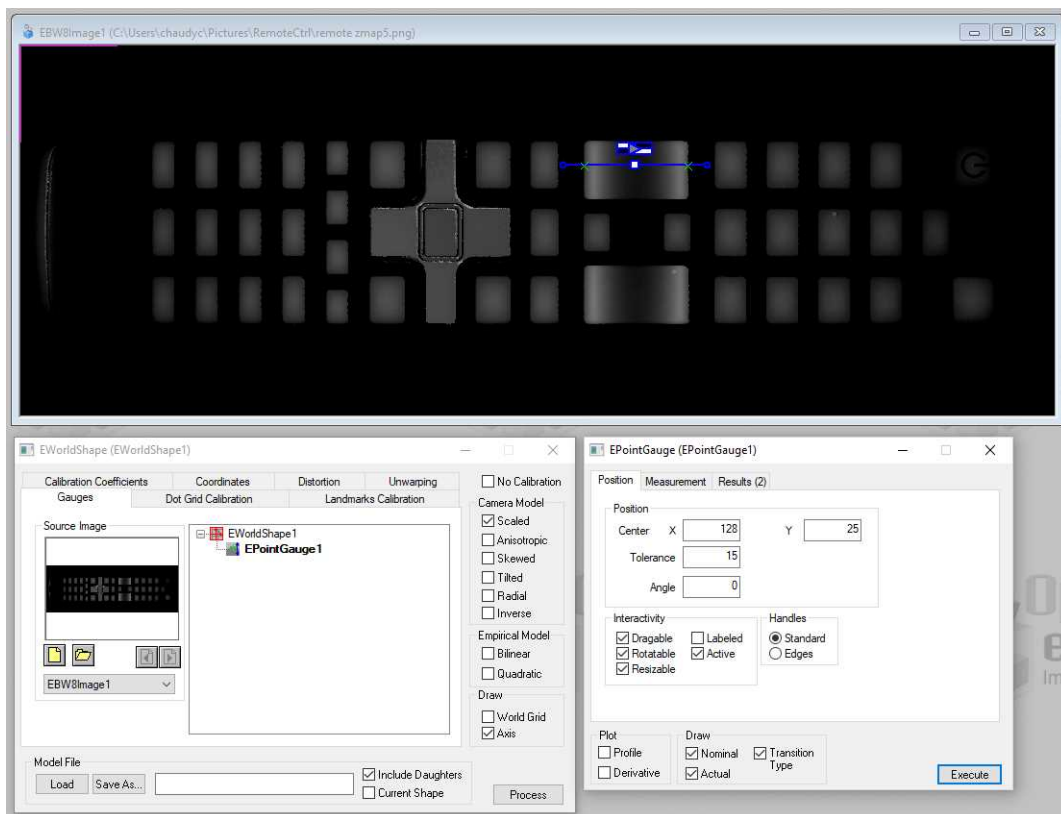 EBW8Image1 (C:\Users\chaudyc\Pictures\RemoteCtrl\remote zmap5.png)
EWorldShape (EWorldShape1)
Calibration Coefficients Coordinates Distortion Unwarping
Gauges Dot Grid Calibration Landmarks Calibration
Source Image
EBW8Image1
EWorldShape1
EPointGauge1
No Calibration
Camera Model
Scaled
Anisotropic
Skewed
Tilted
Radial
Inverse
Empirical Model
Bilinear
Quadratic
Draw
World Grid
Axis
Model File
Load Save As...
Include Daughters
Current Shape
Process
EPointGauge (EPointGauge1)
Position Measurement Results (2)
Position
Center X 128 Y 25
Tolerance 15
Angle 0
Interactivity
Dragable Labeled
Rotatable Active
Resizable
Handles
Standard
Edges
Plot
Profile
Derivative
Draw
Nominal Transition Type
Actual
Execute